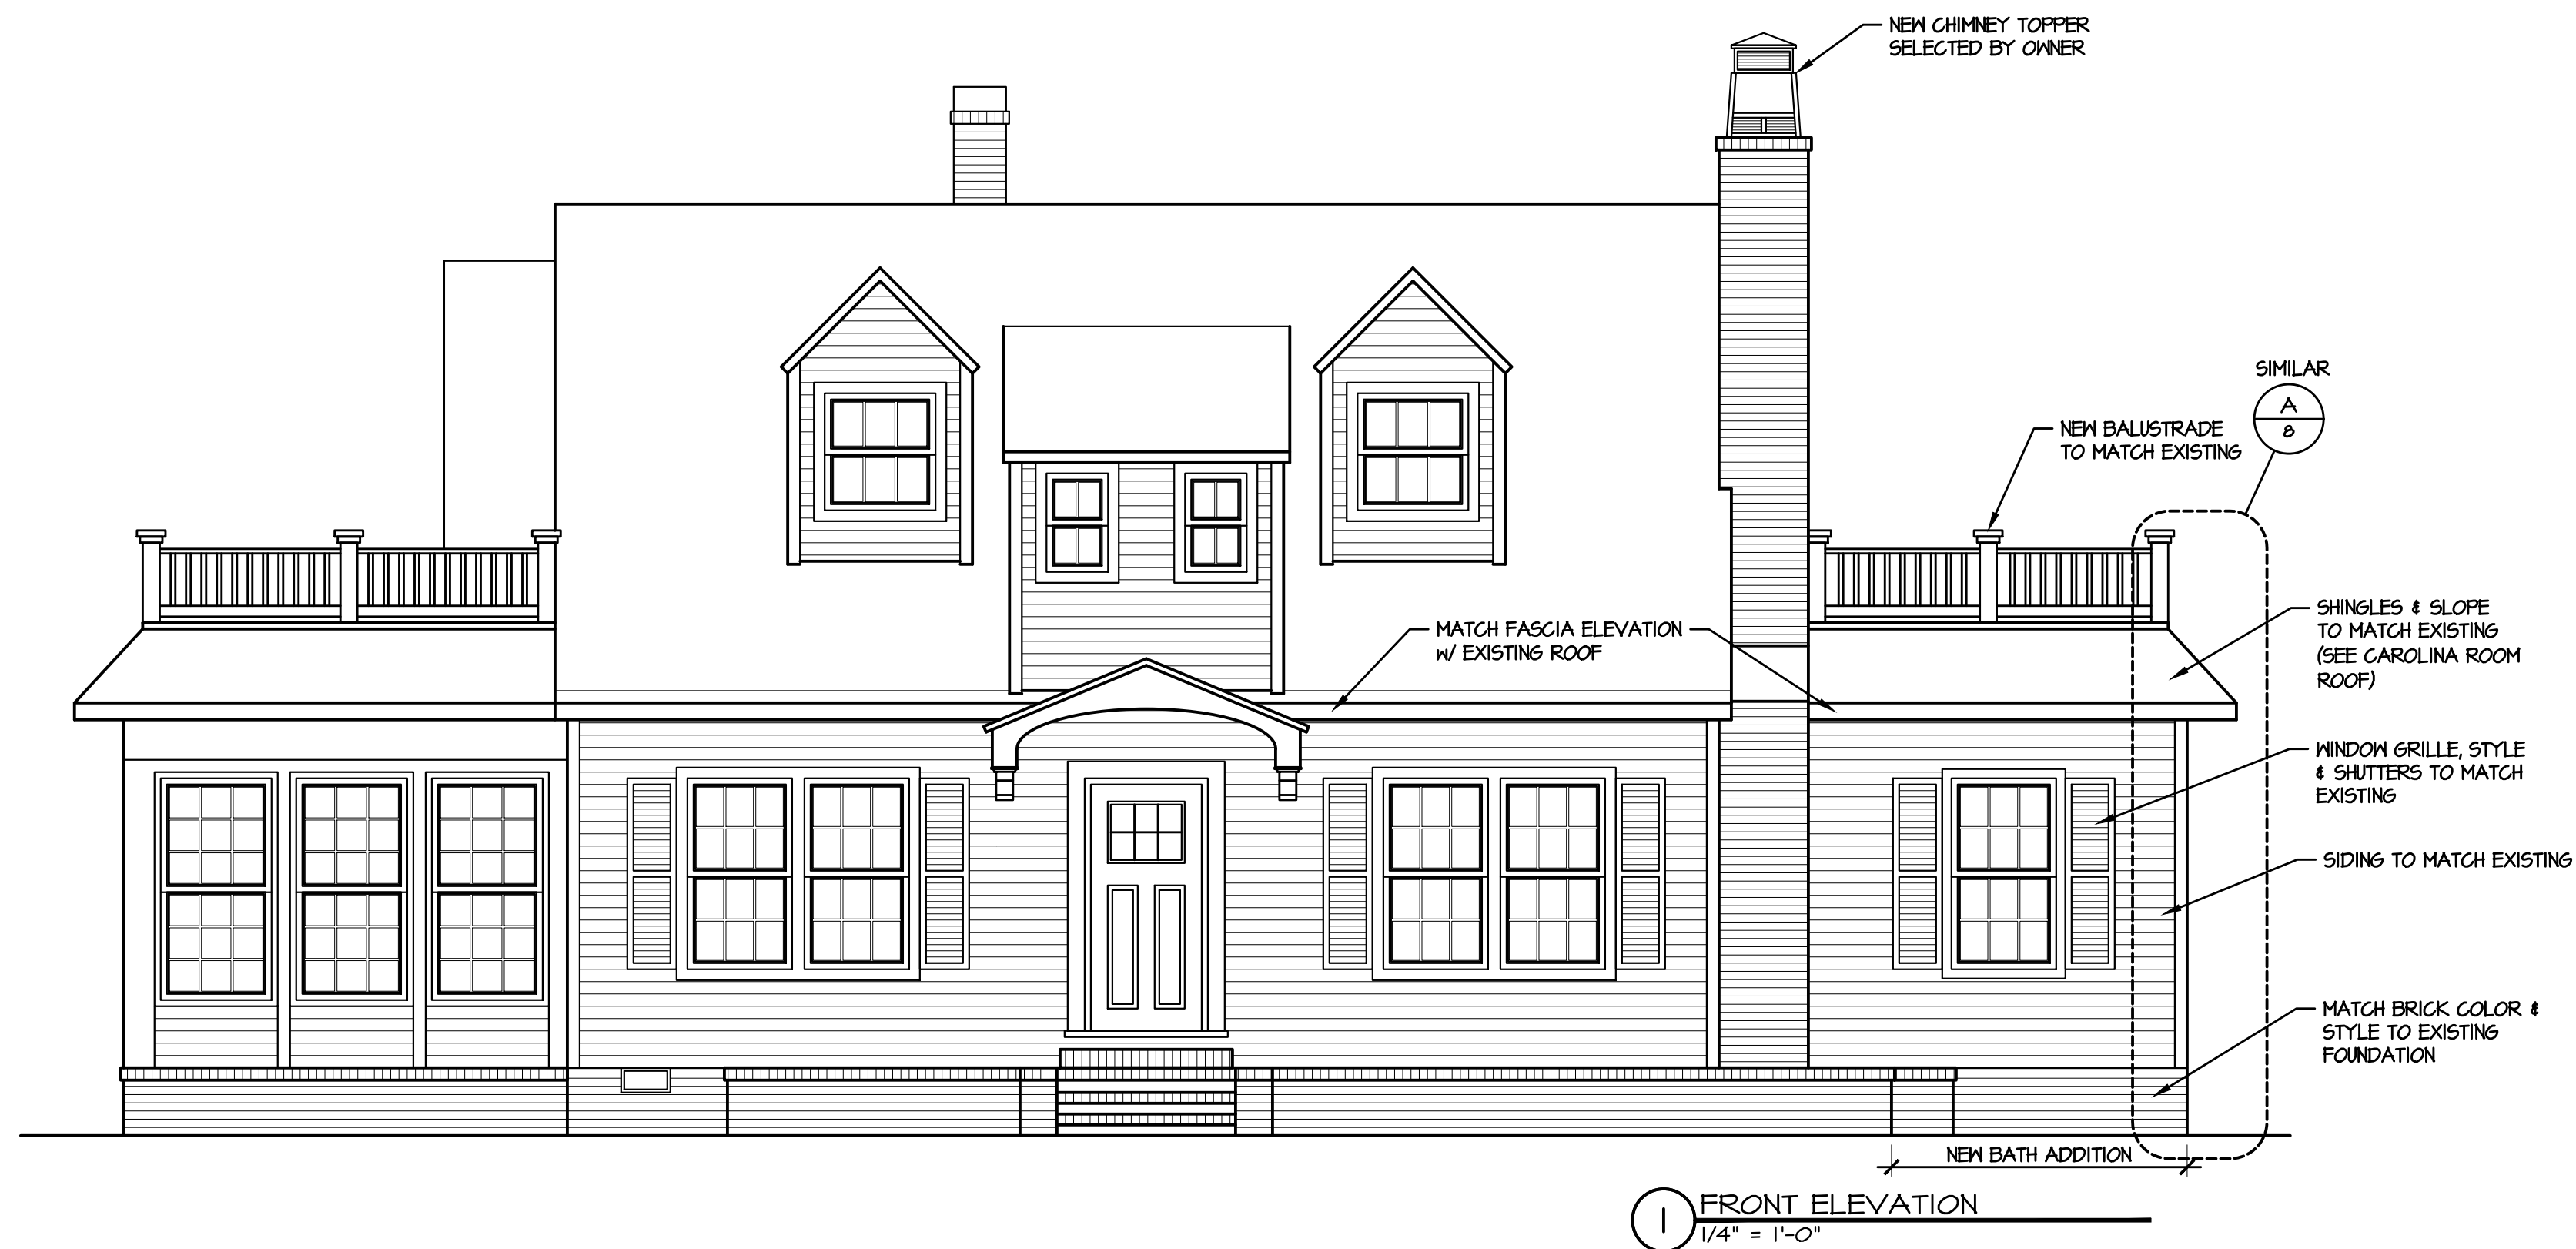 NEW CHIMNEY TOPPER
SELECTED BY OWNER
SIMILAR
A
8
NEW BALUSTRADE
TO MATCH EXISTING
SHINGLES & SLOPE
TO MATCH EXISTING
(SEE CAROLINA ROOM
ROOF)
MATCH FASCIA ELEVATION
w/ EXISTING ROOF
WINDOW GRILLE, STYLE
& SHUTTERS TO MATCH
EXISTING
SIDING TO MATCH EXISTING
MATCH BRICK COLOR &
STYLE TO EXISTING
FOUNDATION
NEW BATH ADDITION
1
FRONT ELEVATION
1/4" = 1'-0"